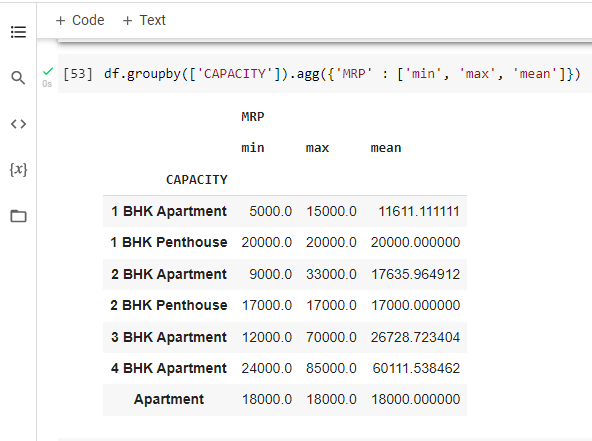 + Code + Text
[53] df.groupby(['CAPACITY']).agg({'MRP' : ['min', 'max', 'mean']})
0s
{x}
MRP
min max mean
CAPACITY
1 BHK Apartment 5000.0 15000.0 11611.111111
1 BHK Penthouse 20000.0 20000.0 20000.000000
2 BHK Apartment 9000.0 33000.0 17635.964912
2 BHK Penthouse 17000.0 17000.0 17000.000000
3 BHK Apartment 12000.0 70000.0 26728.723404
4 BHK Apartment 24000.0 85000.0 60111.538462
Apartment 18000.0 18000.0 18000.000000